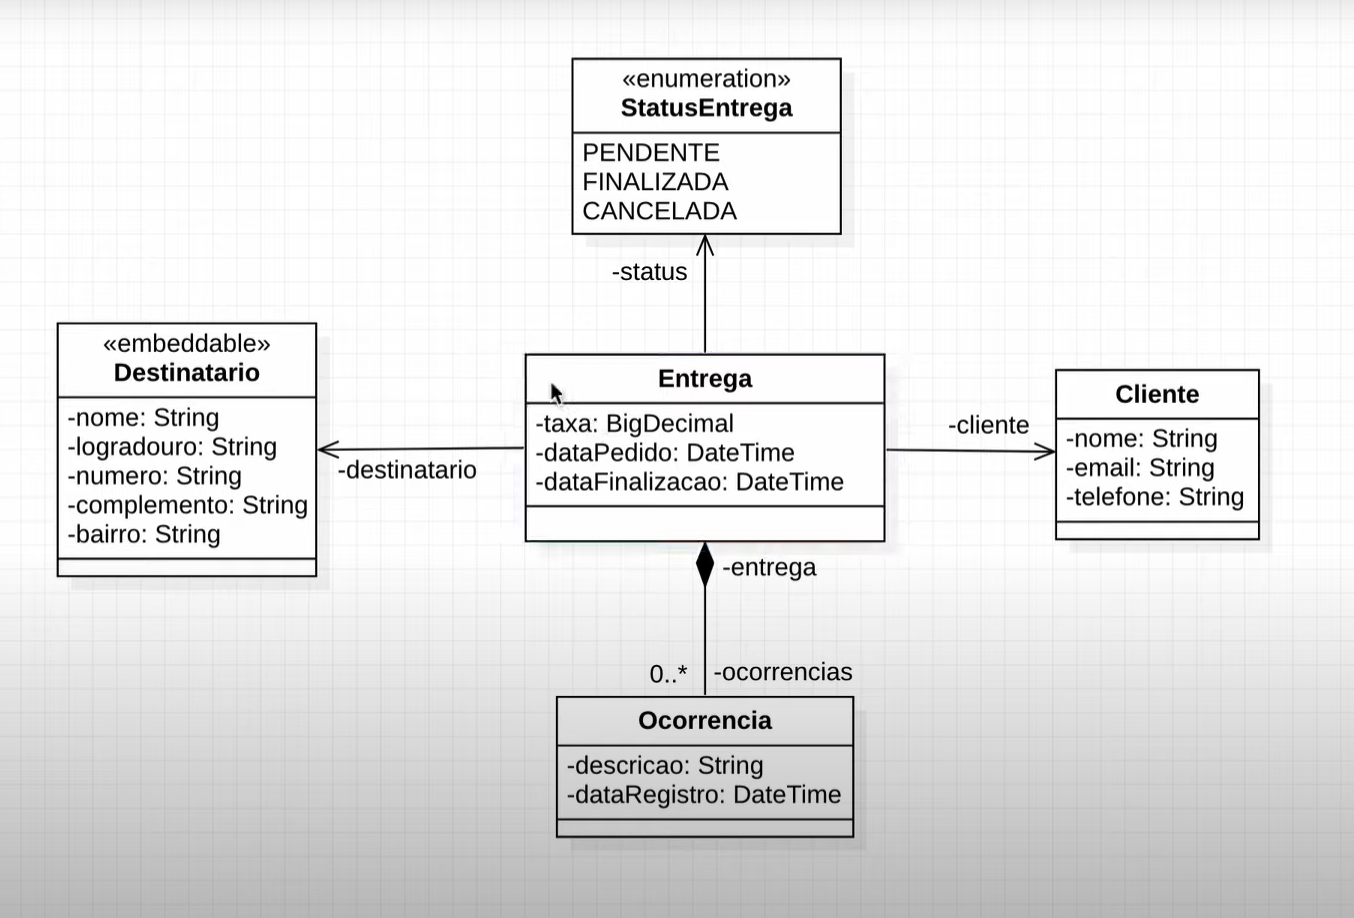 «enumeration»
StatusEntrega
PENDENTE
FINALIZADA
CANCELADA
-status
«embeddable»
Destinatario
-nome: String
-logradouro: String
-numero: String
-complemento: String
-bairro: String
-destinatario
Entrega
-taxa: BigDecimal
-dataPedido: DateTime
-dataFinalizacao: DateTime
-cliente
Cliente
-nome: String
-email: String
-telefone: String
-entrega
0..*
-ocorrencias
Ocorrencia
-descricao: String
-dataRegistro: DateTime